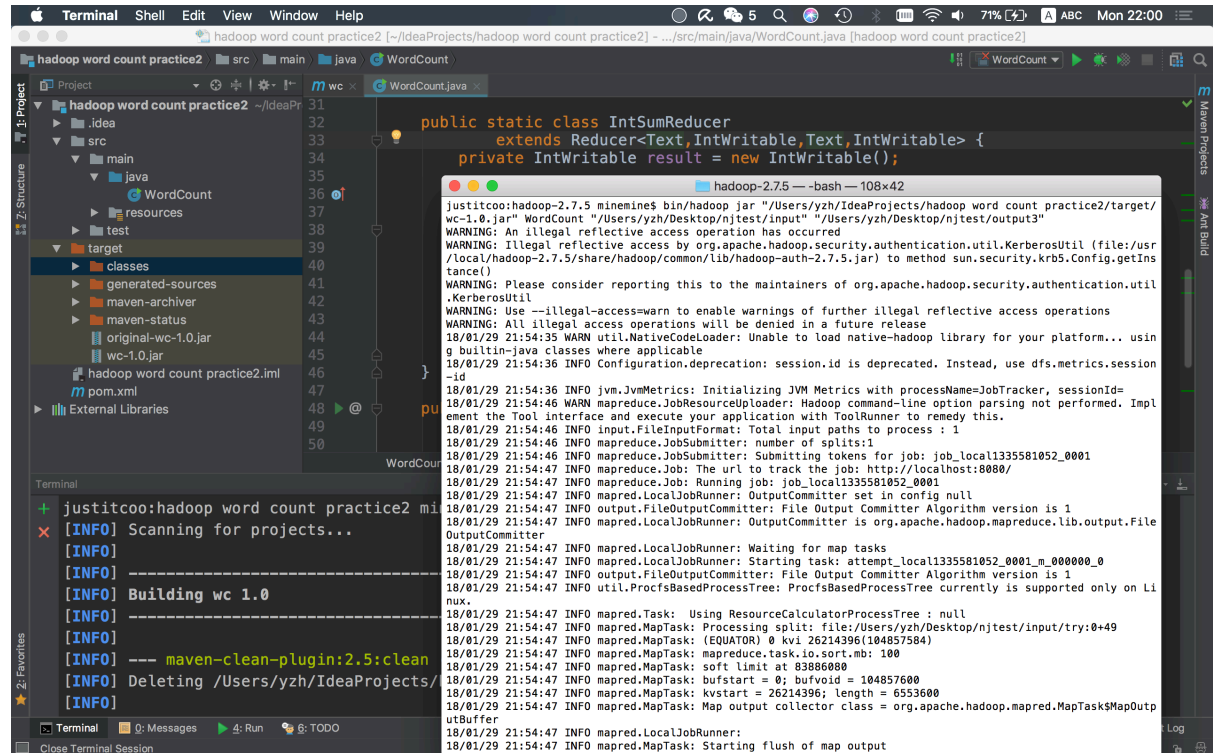 Terminal Shell Edit View Window Help 5 71% ABC Mon 22:00
hadoop word count practice2 [~/IdeaProjects/hadoop word count practice2] - .../src/main/java/WordCount.java [hadoop word count practice2]
hadoop word count practice2 src main java WordCount WordCount
Project m wc WordCount.java
1: Project
Z: Structure
2: Favorites
Maven Projects
Ant Build
hadoop word count practice2 ~/IdeaPr
.idea
src
main
java
WordCount
resources
test
target
classes
generated-sources
maven-archiver
maven-status
original-wc-1.0.jar
wc-1.0.jar
hadoop word count practice2.iml
m pom.xml
External Libraries
31
32 public static class IntSumReducer
33 extends Reducer<Text,IntWritable,Text,IntWritable> {
34 private IntWritable result = new IntWritable();
35
36
37
38
39
40
41
42
43
44
45
46 }
47
48 @ pu
49
50
WordCoun
hadoop-2.7.5 — -bash — 108×42
justitcoo:hadoop-2.7.5 minemine$ bin/hadoop jar "/Users/yzh/IdeaProjects/hadoop word count practice2/target/
wc-1.0.jar" WordCount "/Users/yzh/Desktop/njtest/input" "/Users/yzh/Desktop/njtest/output3"
WARNING: An illegal reflective access operation has occurred
WARNING: Illegal reflective access by org.apache.hadoop.security.authentication.util.KerberosUtil (file:/usr
/local/hadoop-2.7.5/share/hadoop/common/lib/hadoop-auth-2.7.5.jar) to method sun.security.krb5.Config.getIns
tance()
WARNING: Please consider reporting this to the maintainers of org.apache.hadoop.security.authentication.util
.KerberosUtil
WARNING: Use --illegal-access=warn to enable warnings of further illegal reflective access operations
WARNING: All illegal access operations will be denied in a future release
18/01/29 21:54:35 WARN util.NativeCodeLoader: Unable to load native-hadoop library for your platform... usin
g builtin-java classes where applicable
18/01/29 21:54:36 INFO Configuration.deprecation: session.id is deprecated. Instead, use dfs.metrics.session
-id
18/01/29 21:54:36 INFO jvm.JvmMetrics: Initializing JVM Metrics with processName=JobTracker, sessionId=
18/01/29 21:54:46 WARN mapreduce.JobResourceUploader: Hadoop command-line option parsing not performed. Impl
ement the Tool interface and execute your application with ToolRunner to remedy this.
18/01/29 21:54:46 INFO input.FileInputFormat: Total input paths to process : 1
18/01/29 21:54:46 INFO mapreduce.JobSubmitter: number of splits:1
18/01/29 21:54:46 INFO mapreduce.JobSubmitter: Submitting tokens for job: job_local1335581052_0001
18/01/29 21:54:47 INFO mapreduce.Job: The url to track the job: http://localhost:8080/
18/01/29 21:54:47 INFO mapreduce.Job: Running job: job_local1335581052_0001
18/01/29 21:54:47 INFO mapred.LocalJobRunner: OutputCommitter set in config null
18/01/29 21:54:47 INFO output.FileOutputCommitter: File Output Committer Algorithm version is 1
18/01/29 21:54:47 INFO mapred.LocalJobRunner: OutputCommitter is org.apache.hadoop.mapreduce.lib.output.File
OutputCommitter
18/01/29 21:54:47 INFO mapred.LocalJobRunner: Waiting for map tasks
18/01/29 21:54:47 INFO mapred.LocalJobRunner: Starting task: attempt_local1335581052_0001_m_000000_0
18/01/29 21:54:47 INFO output.FileOutputCommitter: File Output Committer Algorithm version is 1
18/01/29 21:54:47 INFO util.ProcfsBasedProcessTree: ProcfsBasedProcessTree currently is supported only on Li
nux.
18/01/29 21:54:47 INFO mapred.Task: Using ResourceCalculatorProcessTree : null
18/01/29 21:54:47 INFO mapred.MapTask: Processing split: file:/Users/yzh/Desktop/njtest/input/try:0+49
18/01/29 21:54:47 INFO mapred.MapTask: (EQUATOR) 0 kvi 26214396(104857584)
18/01/29 21:54:47 INFO mapred.MapTask: mapreduce.task.io.sort.mb: 100
18/01/29 21:54:47 INFO mapred.MapTask: soft limit at 83886080
18/01/29 21:54:47 INFO mapred.MapTask: bufstart = 0; bufvoid = 104857600
18/01/29 21:54:47 INFO mapred.MapTask: kvstart = 26214396; length = 6553600
18/01/29 21:54:47 INFO mapred.MapTask: Map output collector class = org.apache.hadoop.mapred.MapTask$MapOutp
utBuffer
18/01/29 21:54:47 INFO mapred.LocalJobRunner:
18/01/29 21:54:47 INFO mapred.MapTask: Starting flush of map output
Terminal
justitcoo:hadoop word count practice2 mi
[INFO] Scanning for projects...
[INFO]
[INFO] ----------------------------------------
[INFO] Building wc 1.0
[INFO] ----------------------------------------
[INFO]
[INFO] --- maven-clean-plugin:2.5:clean
[INFO] Deleting /Users/yzh/IdeaProjects/
[INFO]
Terminal 0: Messages 4: Run 6: TODO t Log
Close Terminal Session